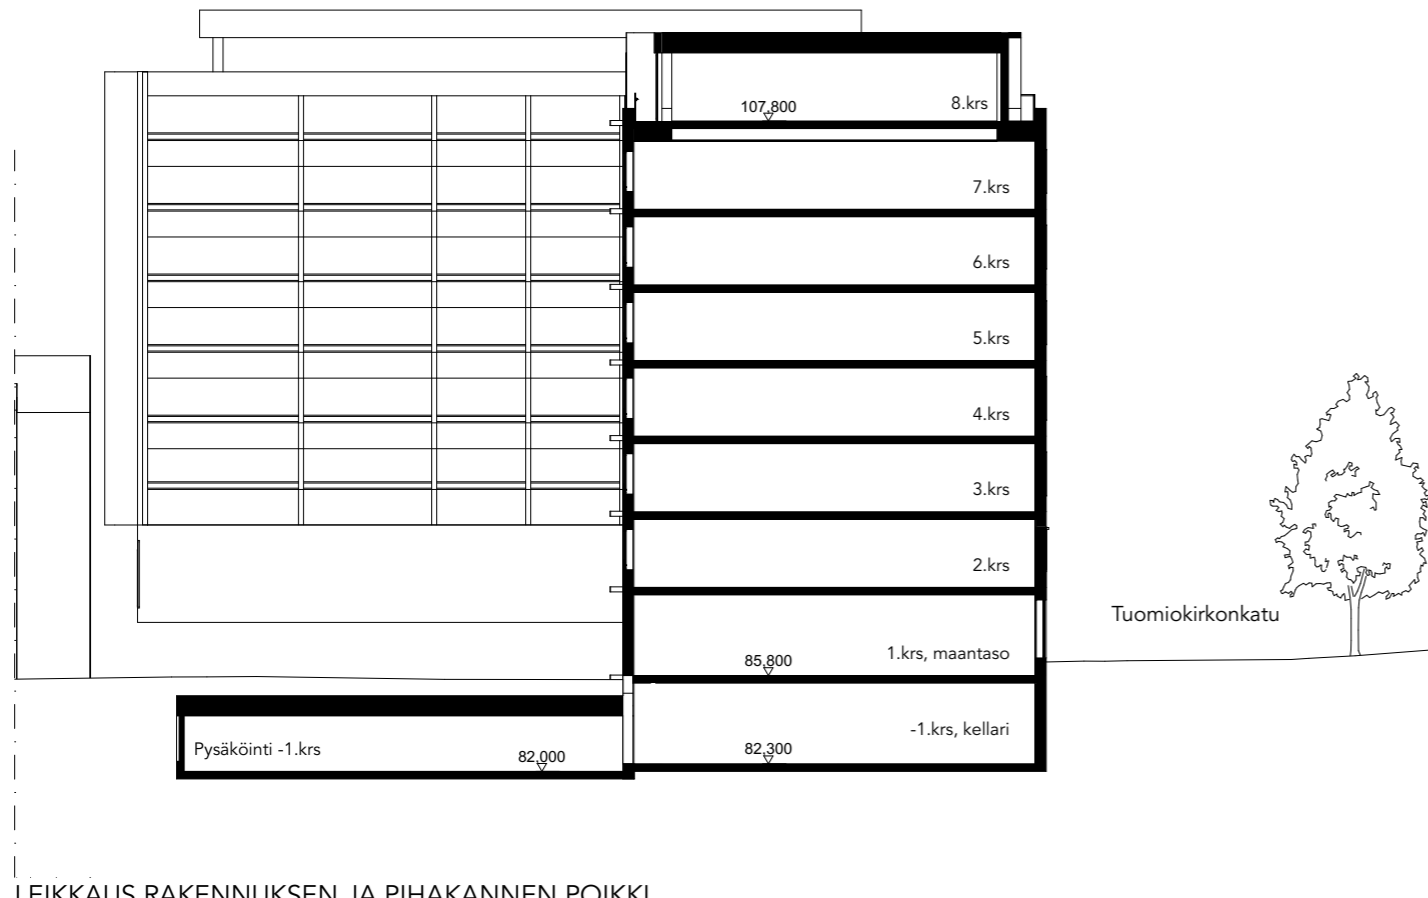 107,800
8.krs
7.krs
6.krs
5.krs
4.krs
3.krs
2.krs
Tuomiokirkonkatu
85,800
1.krs, maantaso
-1.krs, kellari
Pysäköinti -1.krs
82,000
82,300
LEIKKAUS RAKENNUKSEN JA PIHAKANNEN POIKKI